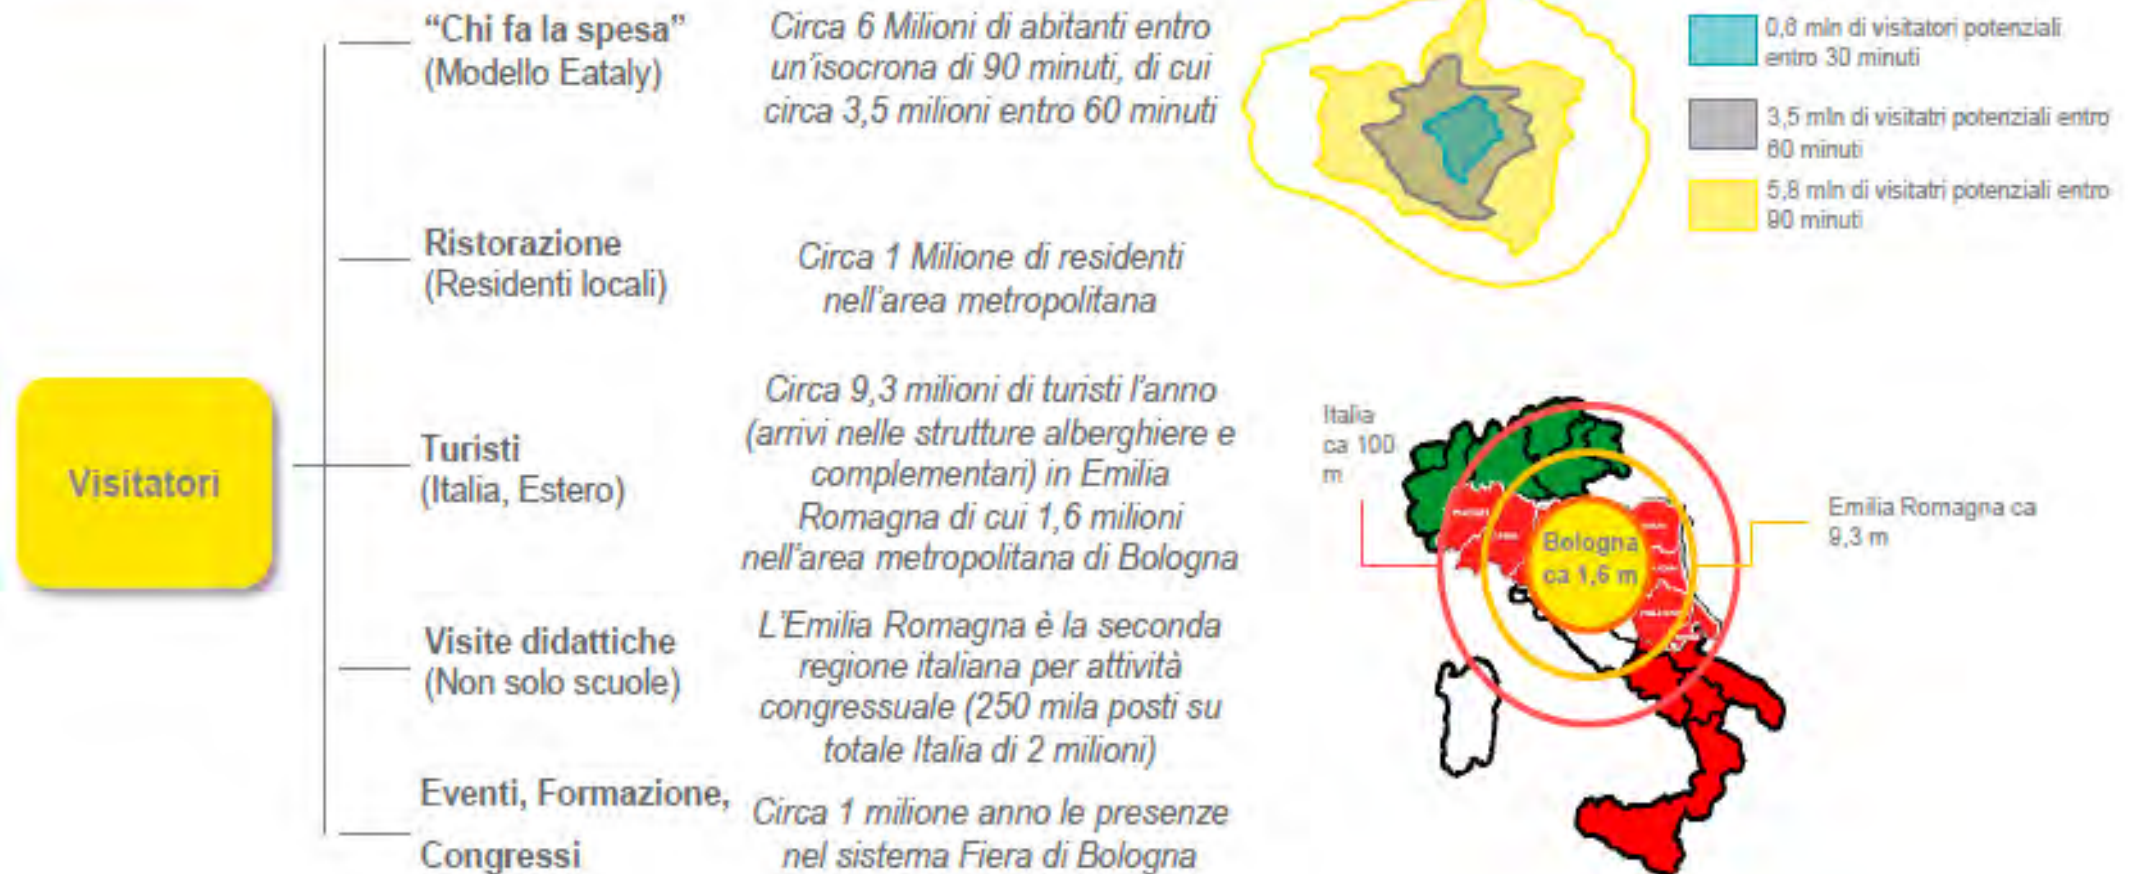 "Chi fa la spesa"
(Modello Eataly)
Circa 6 Milioni di abitanti entro
un'isocrona di 90 minuti, di cui
circa 3,5 milioni entro 60 minuti
0,6 mln di visitatori potenziali
entro 30 minuti
3,5 mln di visitatri potenziali entro
60 minuti
5,8 mln di visitatri potenziali entro
90 minuti
Ristorazione
(Residenti locali)
Circa 1 Milione di residenti
nell'area metropolitana
Visitatori
Turisti
(Italia, Estero)
Circa 9,3 milioni di turisti l'anno
(arrivi nelle strutture alberghiere e
complementari) in Emilia
Romagna di cui 1,6 milioni
nell'area metropolitana di Bologna
Italia
ca 100
m
Bologna
ca 1,6 m
Emilia Romagna ca
9,3 m
Visite didattiche
(Non solo scuole)
L'Emilia Romagna è la seconda
regione italiana per attività
congressuale (250 mila posti su
totale Italia di 2 milioni)
Eventi, Formazione,
Congressi
Circa 1 milione anno le presenze
nel sistema Fiera di Bologna